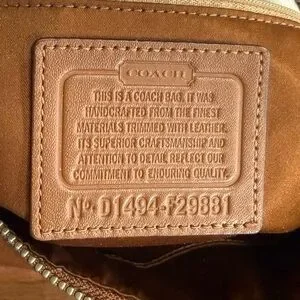 COACH
THIS IS A COACH BAG. IT WAS
HANDCRAFTED FROM THE FINEST
MATERIALS TRIMMED WITH LEATHER.
ITS SUPERIOR CRAFTSMANSHIP AND
ATTENTION TO DETAIL REFLECT OUR
COMMITMENT TO ENDURING QUALITY.
Nº D1494-F29881